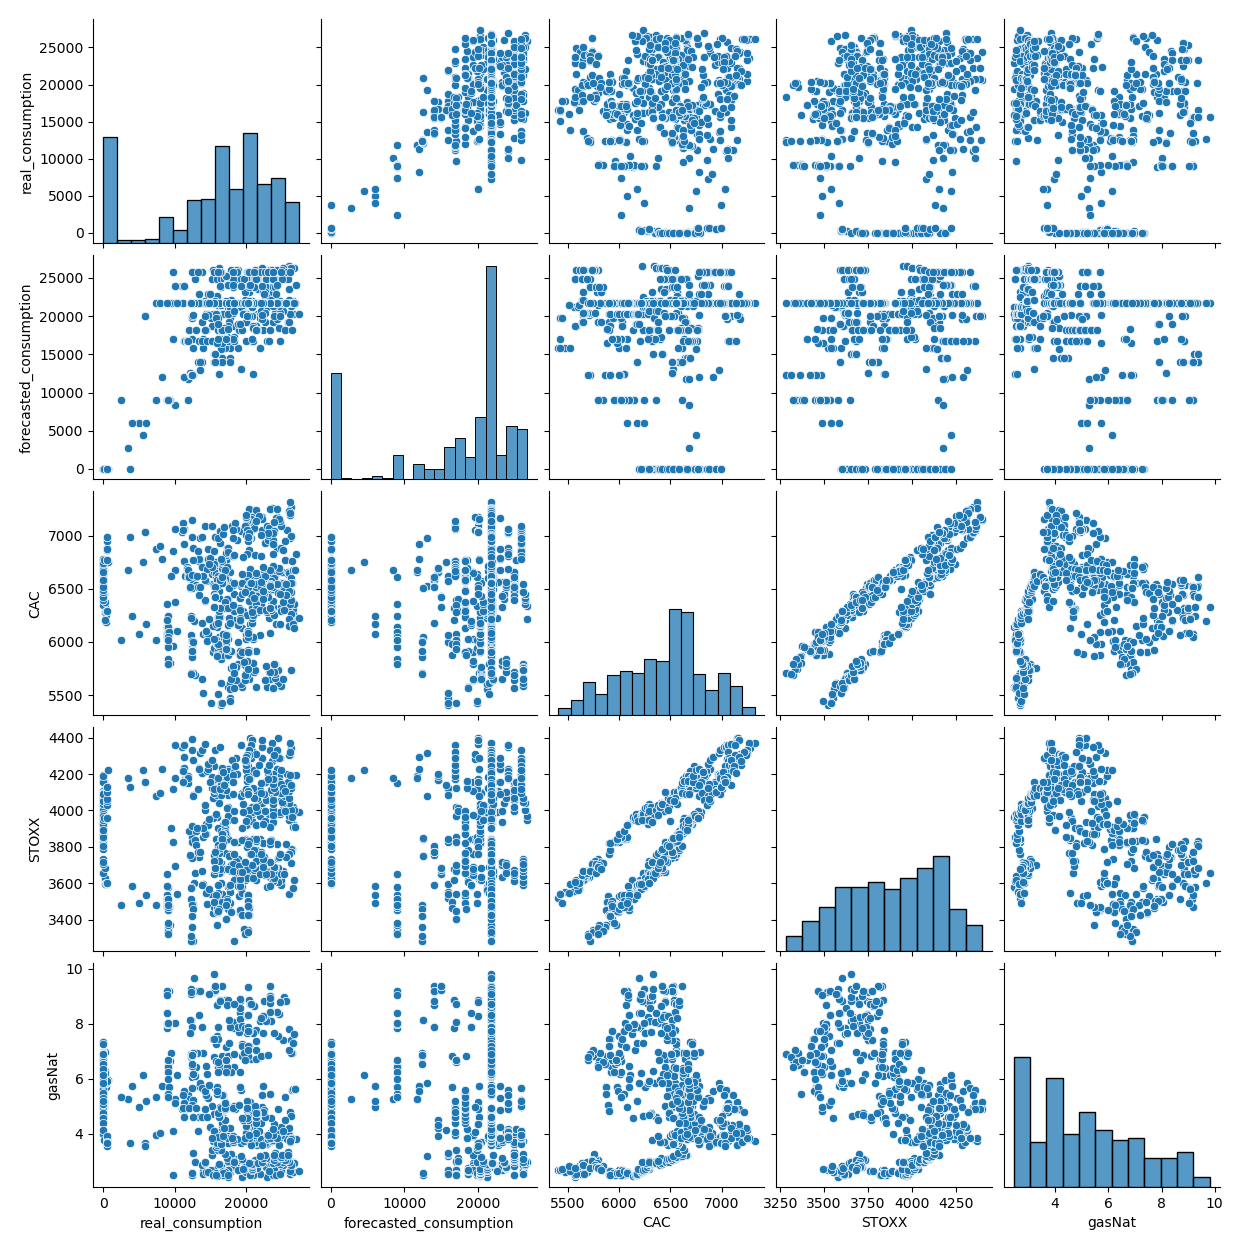 real_consumption
25000
20000
15000
10000
5000
0
forecasted_consumption
25000
20000
15000
10000
5000
0
CAC
7000
6500
6000
5500
STOXX
4400
4200
4000
3800
3600
3400
gasNat
10
8
6
4
0 10000 20000
real_consumption
0 10000 20000
forecasted_consumption
5500 6000 6500 7000
CAC
3250 3500 3750 4000 4250
STOXX
4 6 8 10
gasNat